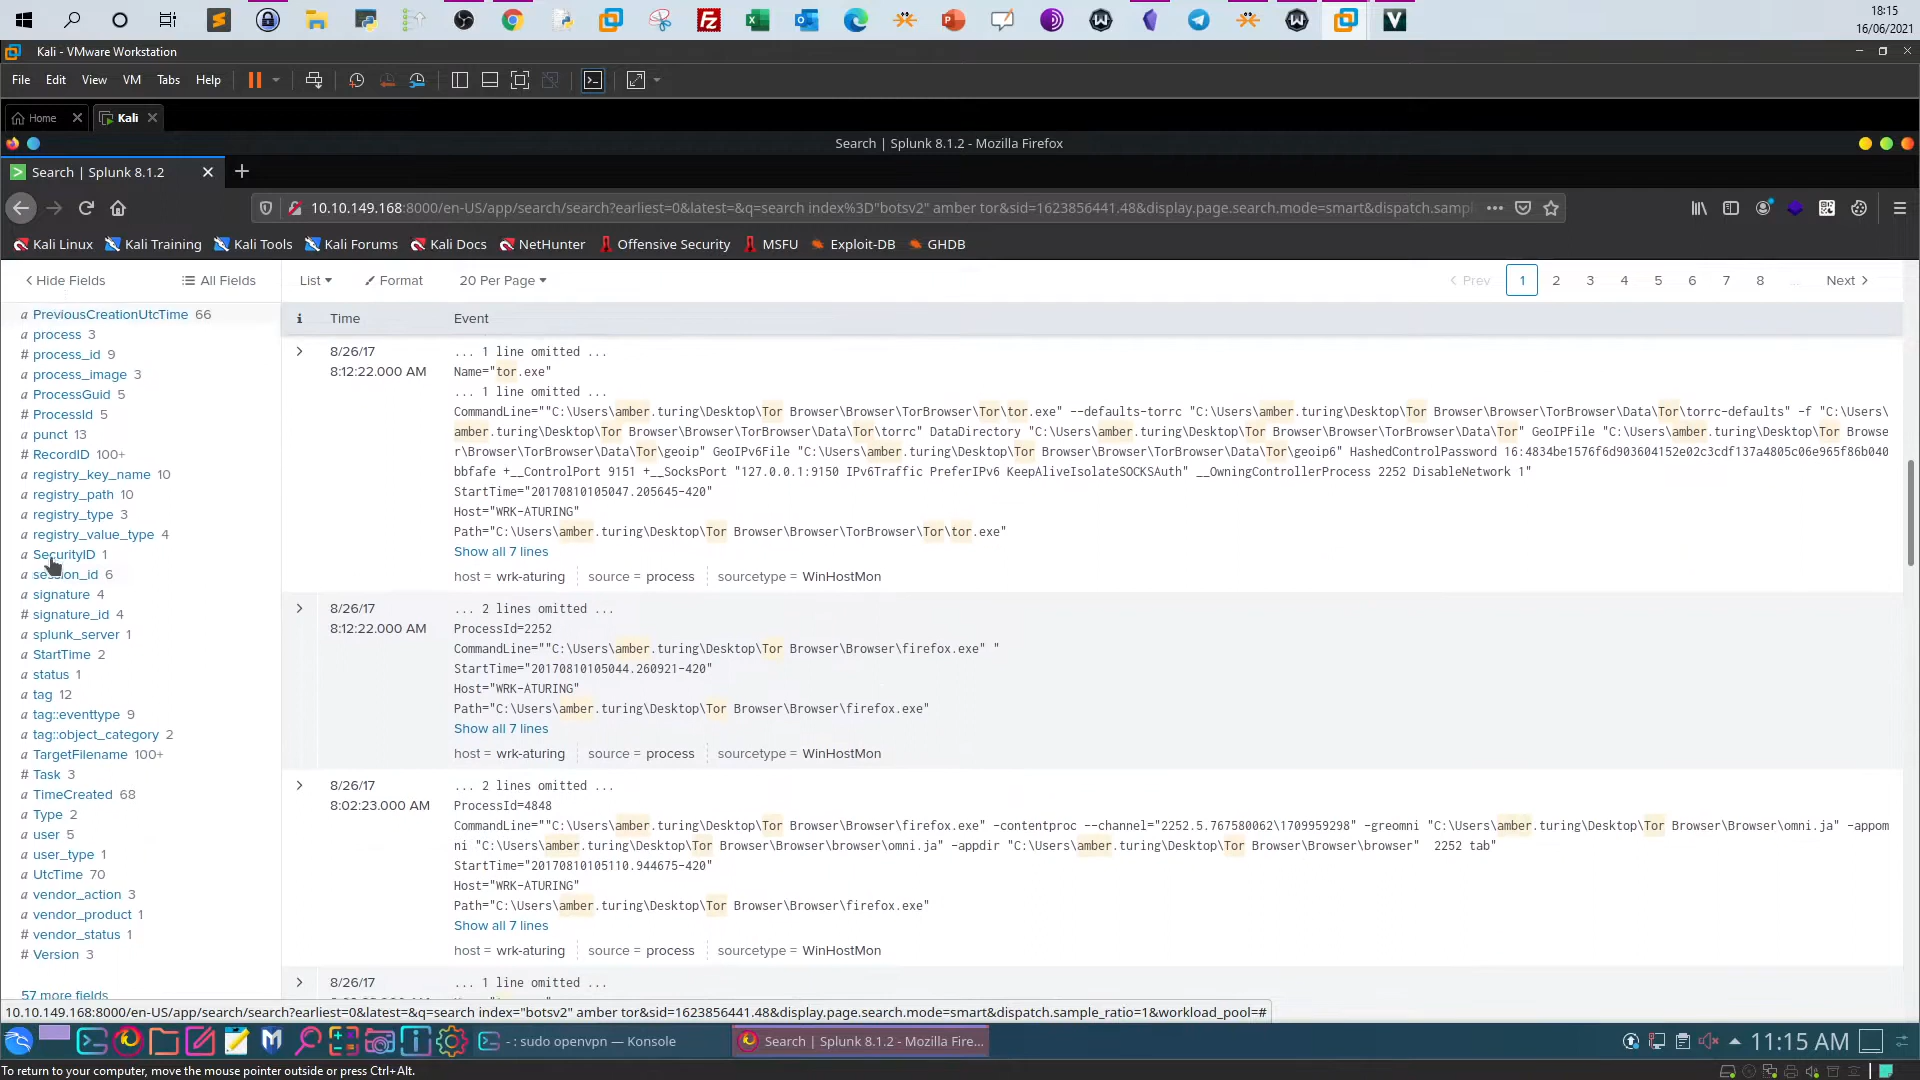 18:15
16/06/2021
Kali - VMware Workstation
File Edit View VM Tabs Help
Home Kali
Search | Splunk 8.1.2 - Mozilla Firefox
Search | Splunk 8.1.2
10.10.149.168:8000/en-US/app/search/search?earliest=0&latest=&q=search index%3D"botsv2" amber tor&sid=1623856441.48&display.page.search.mode=smart&dispatch.samp
Kali Linux Kali Training Kali Tools Kali Forums Kali Docs NetHunter Offensive Security MSFU Exploit-DB GHDB
Hide Fields All Fields
List Format 20 Per Page
Prev 1 2 3 4 5 6 7 8 ... Next
i Time Event
a PreviousCreationUtcTime 66
a process 3
# process_id 9
a process_image 3
a ProcessGuid 5
# ProcessId 5
a punct 13
# RecordID 100+
a registry_key_name 10
a registry_path 10
a registry_type 3
a registry_value_type 4
a SecurityID 1
a session_id 6
a signature 4
# signature_id 4
a splunk_server 1
a StartTime 2
a status 1
a tag 12
a tag::eventtype 9
a tag::object_category 2
a TargetFilename 100+
# Task 3
a TimeCreated 68
a Type 2
a user 5
a user_type 1
a UtcTime 70
a vendor_action 3
a vendor_product 1
# vendor_status 1
# Version 3
57 more fields
8/26/17
8:12:22.000 AM
... 1 line omitted ...
Name="tor.exe"
... 1 line omitted ...
CommandLine=""C:\Users\amber.turing\Desktop\Tor Browser\Browser\TorBrowser\Tor\tor.exe" --defaults-torrc "C:\Users\amber.turing\Desktop\Tor Browser\Browser\TorBrowser\Data\Tor\torrc-defaults" -f "C:\Users\
amber.turing\Desktop\Tor Browser\Browser\TorBrowser\Data\Tor\torrc" DataDirectory "C:\Users\amber.turing\Desktop\Tor Browser\Browser\TorBrowser\Data\Tor" GeoIPFile "C:\Users\amber.turing\Desktop\Tor Browse
r\Browser\TorBrowser\Data\Tor\geoip" GeoIPv6File "C:\Users\amber.turing\Desktop\Tor Browser\Browser\TorBrowser\Data\Tor\geoip6" HashedControlPassword 16:4834be1576f6d903604152e02c3cdf137a4805c06e965f86b040
bbfafe +__ControlPort 9151 +__SocksPort "127.0.0.1:9150 IPv6Traffic PreferIPv6 KeepAliveIsolateSOCKSAuth" __OwningControllerProcess 2252 DisableNetwork 1"
StartTime="20170810105047.205645-420"
Host="WRK-ATURING"
Path="C:\Users\amber.turing\Desktop\Tor Browser\Browser\TorBrowser\Tor\tor.exe"
Show all 7 lines
host = wrk-aturing source = process sourcetype = WinHostMon
8/26/17
8:12:22.000 AM
... 2 lines omitted ...
ProcessId=2252
CommandLine=""C:\Users\amber.turing\Desktop\Tor Browser\Browser\firefox.exe" "
StartTime="20170810105044.260921-420"
Host="WRK-ATURING"
Path="C:\Users\amber.turing\Desktop\Tor Browser\Browser\firefox.exe"
Show all 7 lines
host = wrk-aturing source = process sourcetype = WinHostMon
8/26/17
8:02:23.000 AM
... 2 lines omitted ...
ProcessId=4848
CommandLine=""C:\Users\amber.turing\Desktop\Tor Browser\Browser\firefox.exe" -contentproc --channel="2252.5.767580062\1709959298" -greomni "C:\Users\amber.turing\Desktop\Tor Browser\Browser\omni.ja" -appom
ni "C:\Users\amber.turing\Desktop\Tor Browser\Browser\browser\omni.ja" -appdir "C:\Users\amber.turing\Desktop\Tor Browser\Browser\browser" 2252 tab"
StartTime="20170810105110.944675-420"
Host="WRK-ATURING"
Path="C:\Users\amber.turing\Desktop\Tor Browser\Browser\firefox.exe"
Show all 7 lines
host = wrk-aturing source = process sourcetype = WinHostMon
8/26/17
... 1 line omitted ...
10.10.149.168:8000/en-US/app/search/search?earliest=0&latest=&q=search index="botsv2" amber tor&sid=1623856441.48&display.page.search.mode=smart&dispatch.sample_ratio=1&workload_pool=#
- : sudo openvpn — Konsole
Search | Splunk 8.1.2 - Mozilla Fire...
11:15 AM
To return to your computer, move the mouse pointer outside or press Ctrl+Alt.